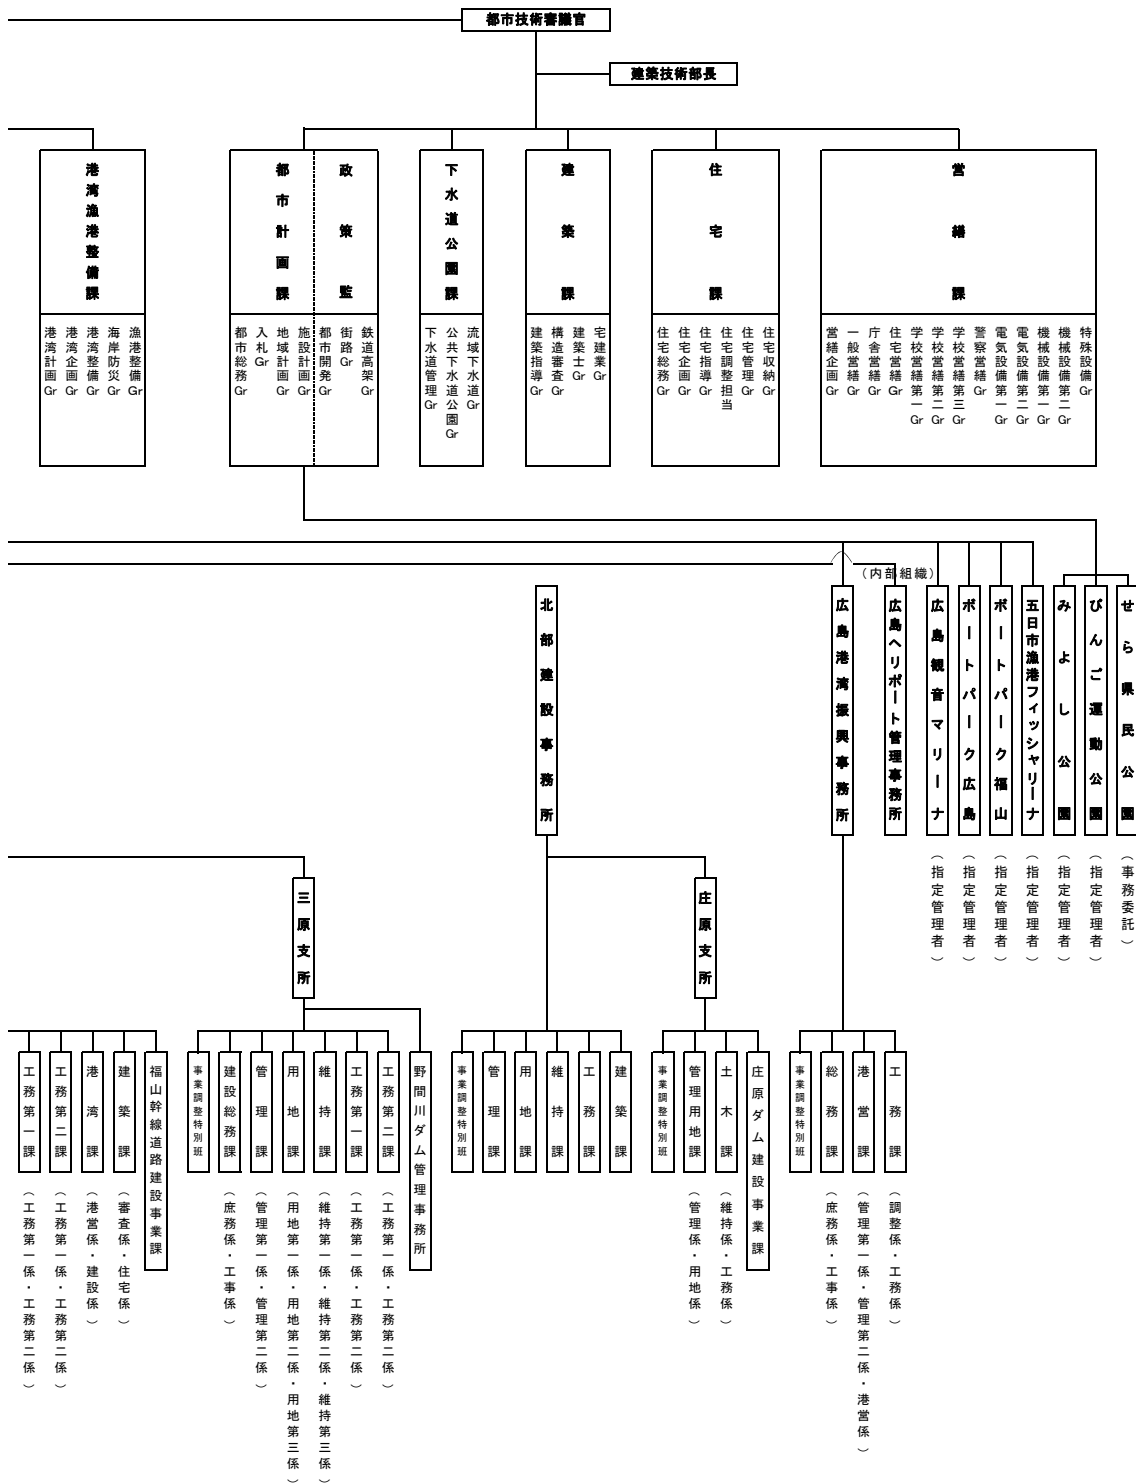 都市技術審議官
建築技術部長
港湾漁港整備課
港湾計画Gr
港湾企画Gr
港湾整備Gr
海岸防災Gr
漁港整備Gr
都市計画課
政策監
都市総務Gr
入札Gr
地域計画Gr
施設計画Gr
都市開発Gr
街路Gr
鉄道高架Gr
下水道公園課
下水道管理Gr
公共下水道公園Gr
流域下水道Gr
建築課
建築指導Gr
構造審査Gr
建築士Gr
宅建業Gr
住宅課
住宅総務Gr
住宅企画Gr
住宅指導Gr
住宅調整担当
住宅管理Gr
住宅収納Gr
営繕課
営繕企画Gr
一般営繕Gr
庁舎営繕Gr
住宅営繕Gr
学校営繕第一Gr
学校営繕第二Gr
学校営繕第三Gr
警察営繕Gr
電気設備第一Gr
電気設備第二Gr
機械設備第一Gr
機械設備第二Gr
特殊設備Gr
（内部組織）
北部建設事務所
広島港湾振興事務所
広島ヘリポート管理事務所
広島観音マリーナ
（指定管理者）
ボートパーク広島
（指定管理者）
ボートパーク福山
（指定管理者）
五日市漁港フィッシャリーナ
（指定管理者）
みよし公園
（指定管理者）
びんご運動公園
（指定管理者）
せら県民公園
（事務委託）
三原支所
庄原支所
工務第一課
（工務第一係・工務第二係）
工務第二課
（工務第一係・工務第二係）
港湾課
（港営係・建設係）
建築課
（審査係・住宅係）
福山幹線道路建設事業課
事業調整特別班
建設総務課
（庶務係・工事係）
管理課
（管理第一係・管理第二係）
用地課
（用地第一係・用地第二係・用地第三係）
維持課
（維持第一係・維持第二係・維持第三係）
工務第一課
（工務第一係・工務第二係）
工務第二課
（工務第一係・工務第二係）
野間川ダム管理事務所
事業調整特別班
管理課
用地課
維持課
工務課
建築課
事業調整特別班
管理用地課
（管理係・用地係）
土木課
（維持係・工務係）
庄原ダム建設事業課
事業調整特別班
総務課
（庶務係・工事係）
港営課
（管理第一係・管理第二係・港営係）
工務課
（調整係・工務係）